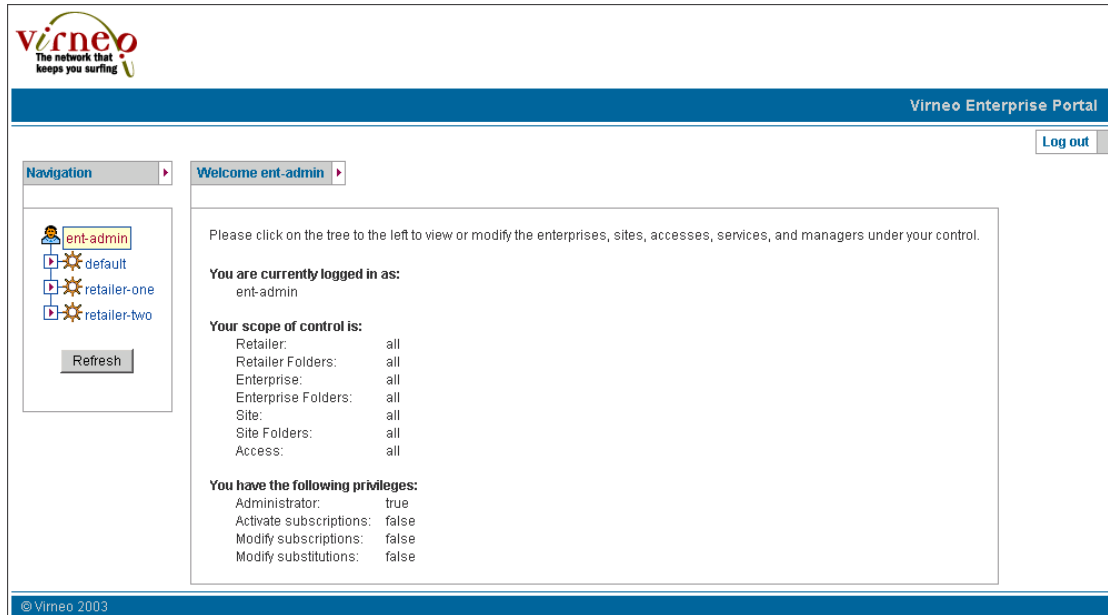 Virneo
The network that
keeps you surfing
Virneo Enterprise Portal
Log out
Navigation
Welcome ent-admin
ent-admin
default
retailer-one
retailer-two
Refresh
Please click on the tree to the left to view or modify the enterprises, sites, accesses, services, and managers under your control.
You are currently logged in as:
ent-admin
Your scope of control is:
Retailer: all
Retailer Folders: all
Enterprise: all
Enterprise Folders: all
Site: all
Site Folders: all
Access: all
You have the following privileges:
Administrator: true
Activate subscriptions: false
Modify subscriptions: false
Modify substitutions: false
© Virneo 2003